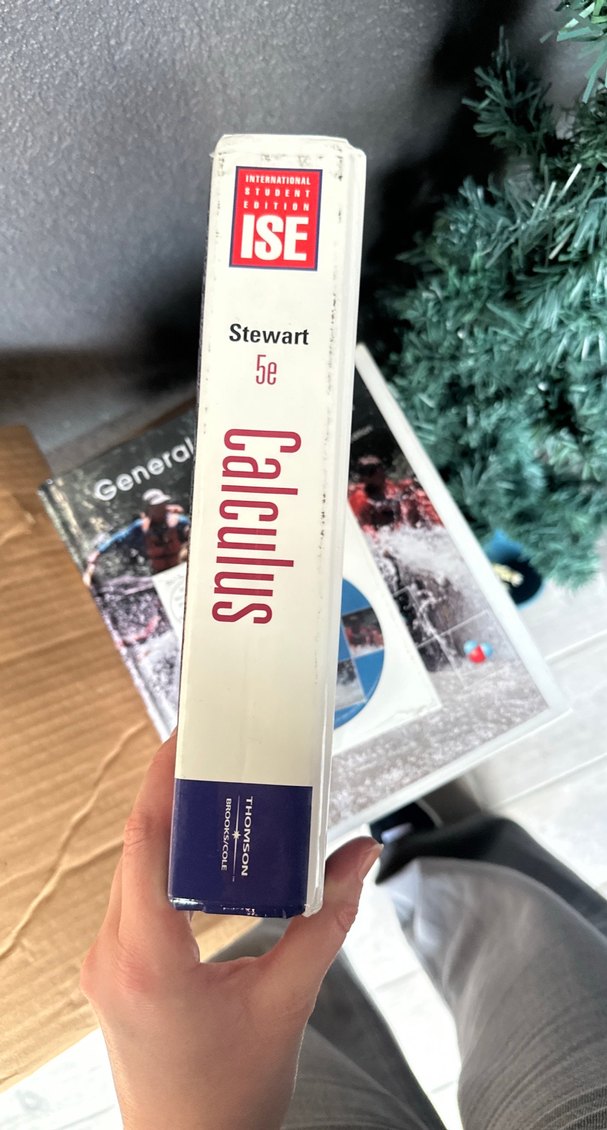 INTERNATIONAL
STUDENT
EDITION
ISE
Stewart
5e
Calculus
THOMSON
BROOKS/COLE
General